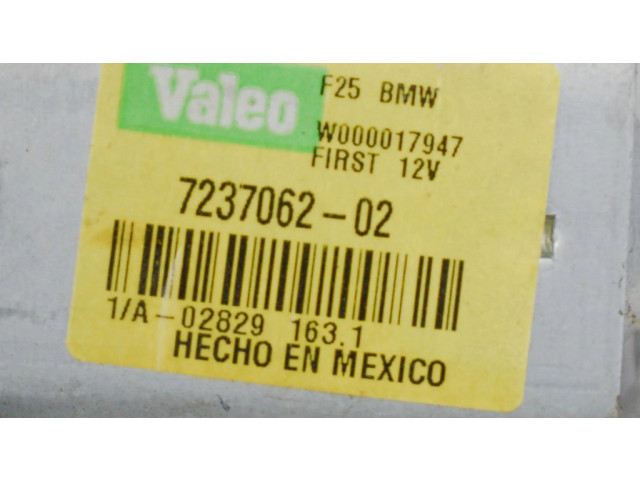 Valeo
F25 BMW
W000017947
FIRST 12V
7237062-02
1/A-02829 163.1
HECHO EN MEXICO